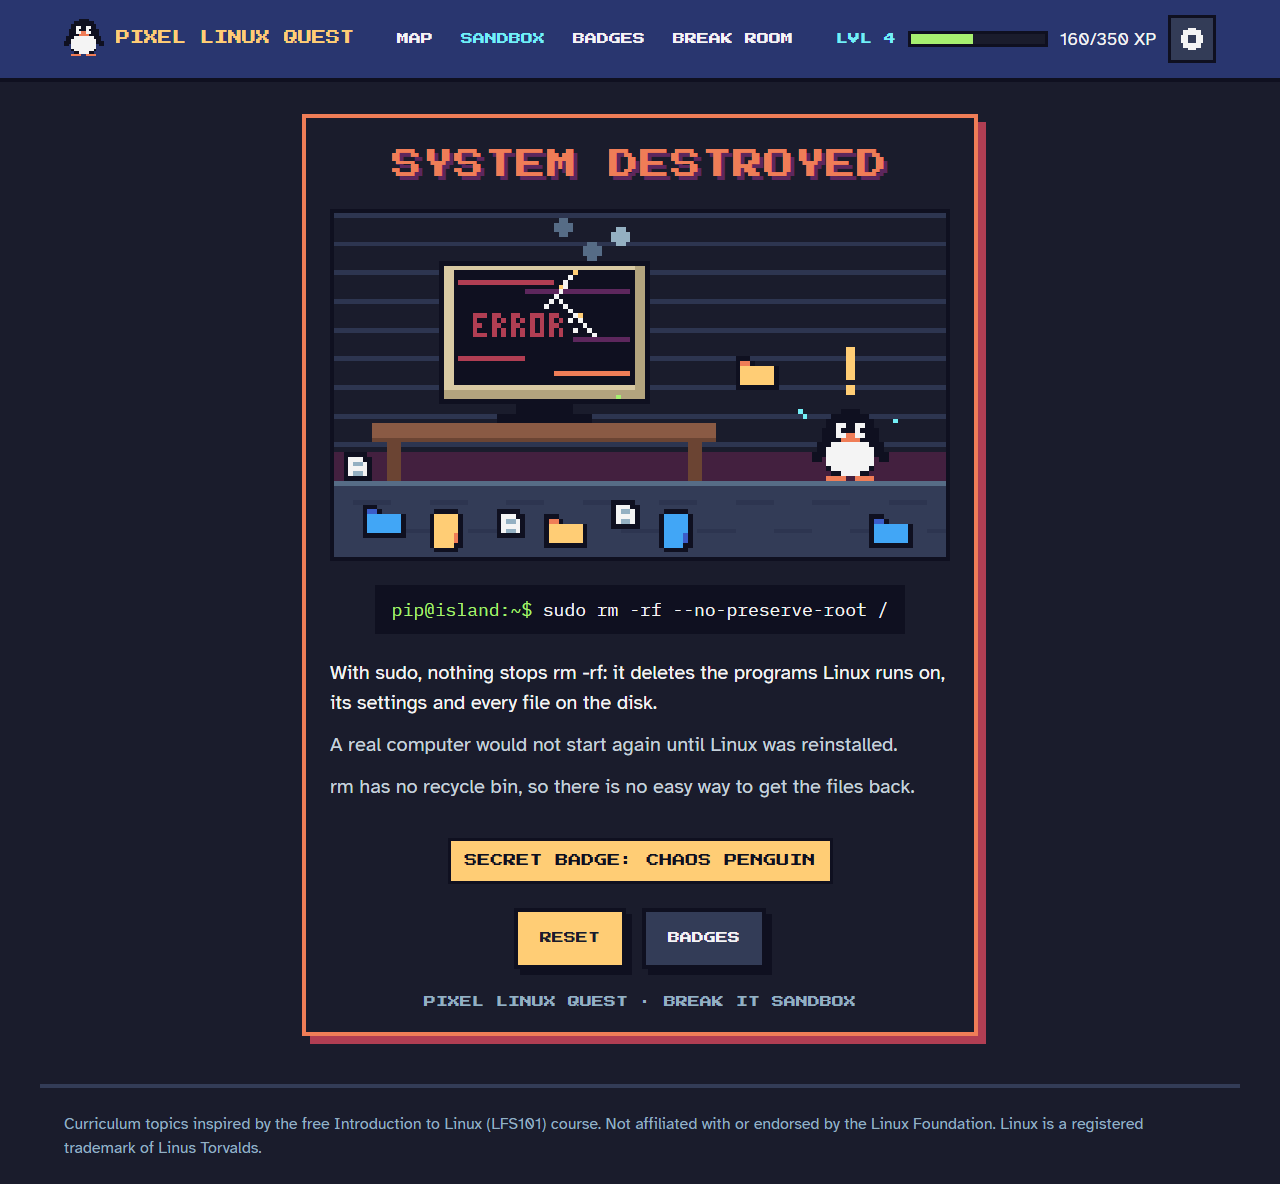 PIXEL LINUX QUEST
MAP
SANDBOX
BADGES
BREAK ROOM
LVL 4
160/350 XP
SYSTEM DESTROYED
ERROR
!
pip@island:~$ sudo rm -rf --no-preserve-root /
With sudo, nothing stops rm -rf: it deletes the programs Linux runs on,
its settings and every file on the disk.
A real computer would not start again until Linux was reinstalled.
rm has no recycle bin, so there is no easy way to get the files back.
SECRET BADGE: CHAOS PENGUIN
RESET
BADGES
PIXEL LINUX QUEST · BREAK IT SANDBOX
Curriculum topics inspired by the free Introduction to Linux (LFS101) course. Not affiliated with or endorsed by the Linux Foundation. Linux is a registered
trademark of Linus Torvalds.